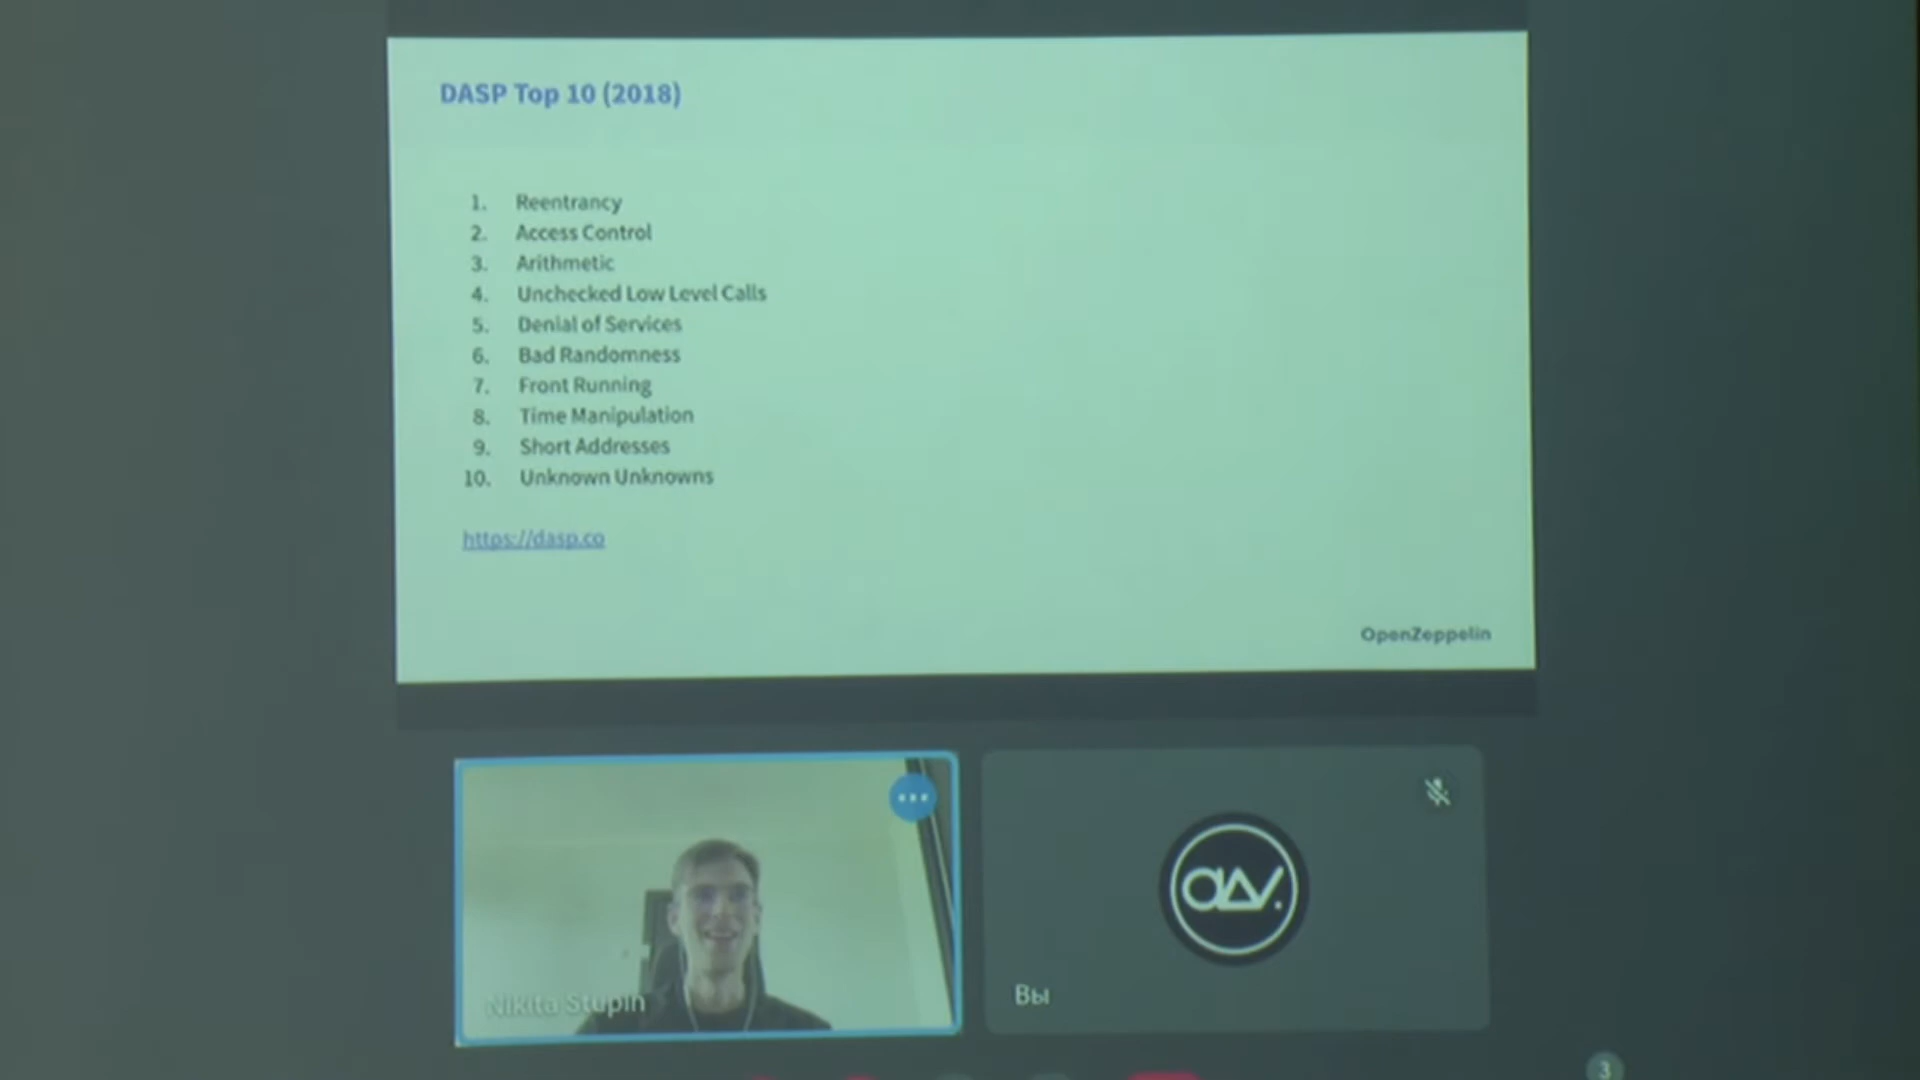 DASP Top 10 (2018)
1. Reentrancy
2. Access Control
3. Arithmetic
4. Unchecked Low Level Calls
5. Denial of Services
6. Bad Randomness
7. Front Running
8. Time Manipulation
9. Short Addresses
10. Unknown Unknowns
https://dasp.co
OpenZeppelin
Nikita Stupin
Вы
3